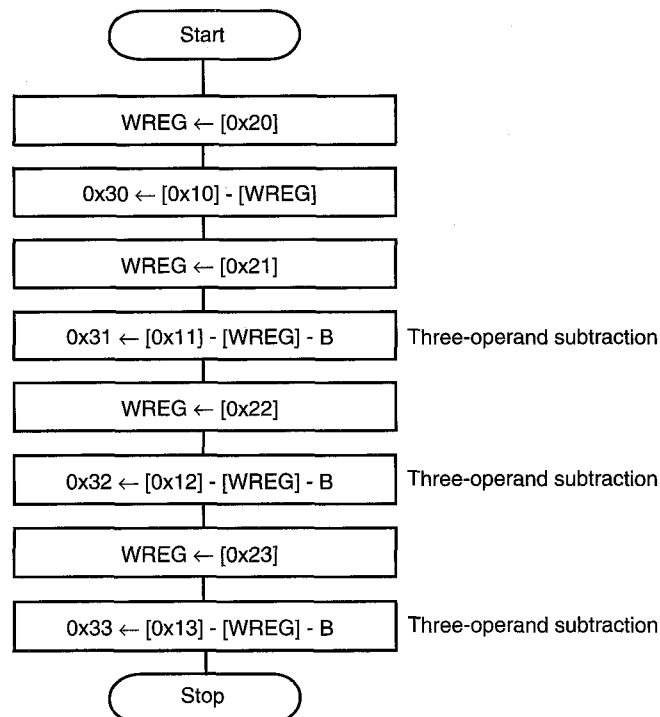 Start
WREG ← [0x20]
0x30 ← [0x10] - [WREG]
WREG ← [0x21]
0x31 ← [0x11] - [WREG] - B Three-operand subtraction
WREG ← [0x22]
0x32 ← [0x12] - [WREG] - B Three-operand subtraction
WREG ← [0x23]
0x33 ← [0x13] - [WREG] - B Three-operand subtraction
Stop